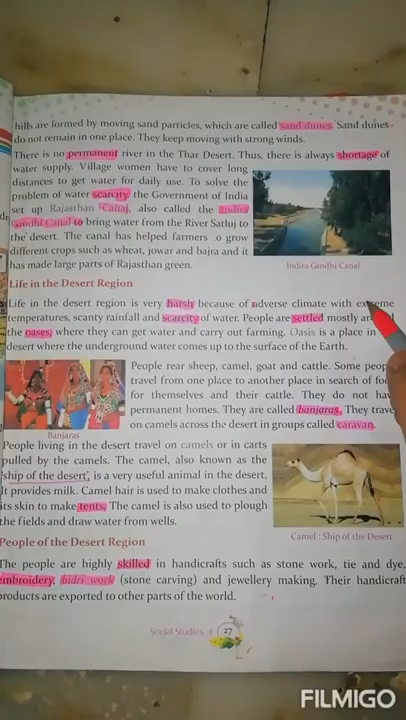 hills are formed by moving sand particles, which are called sand dunes. Sand dunes
do not remain in one place. They keep moving with strong winds.
There is no permanent river in the Thar Desert. Thus, there is always shortage of
water supply. Village women have to cover long
distances to get water for daily use. To solve the
problem of water scarcity, the Government of India
set up Rajasthan Canal, also called the Indira
Gandhi Canal to bring water from the River Satluj to
the desert. The canal has helped farmers to grow
different crops such as wheat, jowar and bajra and it
has made large parts of Rajasthan green.
Indira Gandhi Canal
Life in the Desert Region
Life in the desert region is very harsh because of adverse climate with extreme
temperatures, scanty rainfall and scarcity of water. People are settled mostly
the oases, where they can get water and carry out farming. Oasis is a place in
desert where the underground water comes up to the surface of the Earth.
People rear sheep, camel, goat and cattle. Some
travel from one place to another place in search of
for themselves and their cattle. They do not
permanent homes. They are called banjaras. They
on camels across the desert in groups called caravan.
Banjaras
People living in the desert travel on camels or in carts
pulled by the camels. The camel, also known as the
'ship of the desert', is a very useful animal in the desert.
It provides milk. Camel hair is used to make clothes and
its skin to make tents. The camel is also used to plough
the fields and draw water from wells.
Camel : Ship of the Desert
People of the Desert Region
The people are highly skilled in handicrafts such as stone work, tie and dye,
embroidery, bidri work (stone carving) and jewellery making. Their handicraft
products are exported to other parts of the world.
Social Studies_4 27
FILMIGO